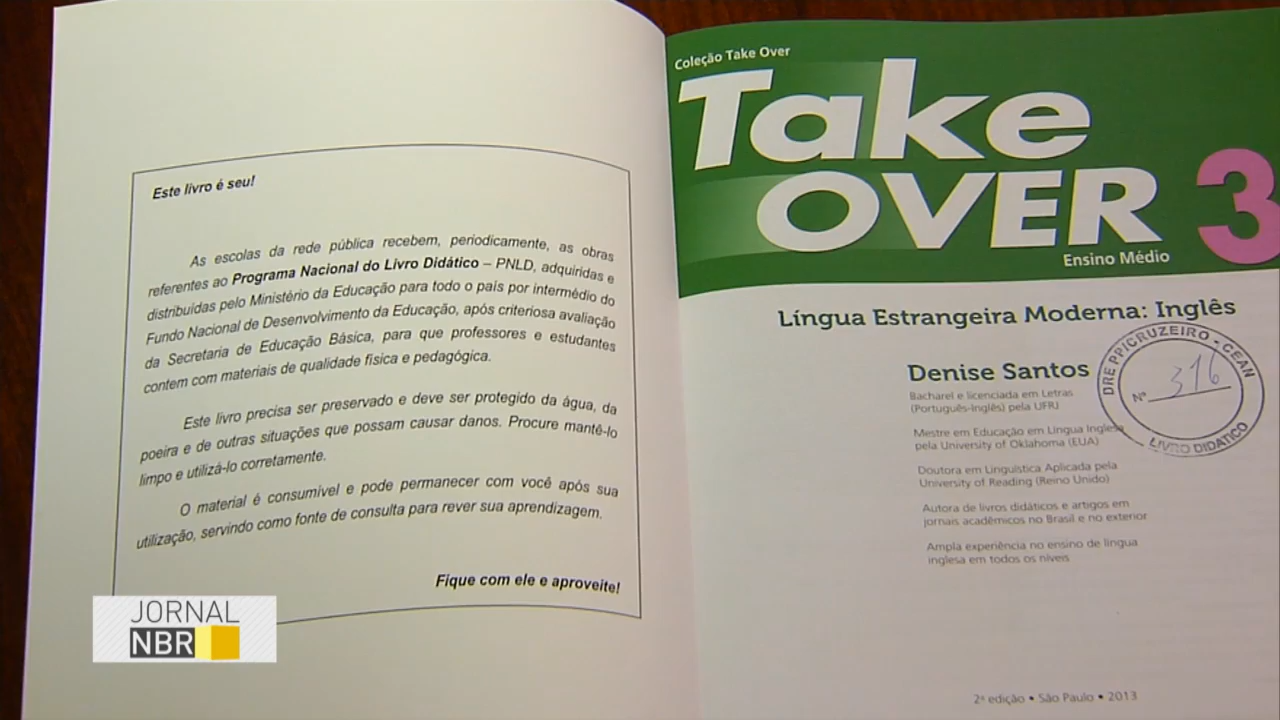 Este livro é seu!
As escolas da rede pública recebem, periodicamente, as obras
referentes ao Programa Nacional do Livro Didático – PNLD, adquiridas e
distribuídas pelo Ministério da Educação para todo o país por intermédio do
Fundo Nacional de Desenvolvimento da Educação, após criteriosa avaliação
da Secretaria de Educação Básica, para que professores e estudantes
contem com materiais de qualidade física e pedagógica.
Este livro precisa ser preservado e deve ser protegido da água, da
poeira e de outras situações que possam causar danos. Procure mantê-lo
limpo e utilizá-lo corretamente.
O material é consumível e pode permanecer com você após sua
utilização, servindo como fonte de consulta para rever sua aprendizagem.
Fique com ele e aproveite!
JORNAL
NBR
Coleção Take Over
Take
OVER 3
Ensino Médio
Língua Estrangeira Moderna: Inglês
Denise Santos
Bacharel e licenciada em Letras
(Português-Inglês) pela UFRJ
Mestre em Educação em Língua Inglesa
pela University of Oklahoma (EUA)
Doutora em Linguística Aplicada pela
University of Reading (Reino Unido)
Autora de livros didáticos e artigos em
jornais acadêmicos no Brasil e no exterior
Ampla experiência no ensino de língua
inglesa em todos os níveis
DRE PPICRUZEIRO - CEAN
Nº 316
LIVRO DIDATICO
2ª edição • São Paulo • 2013